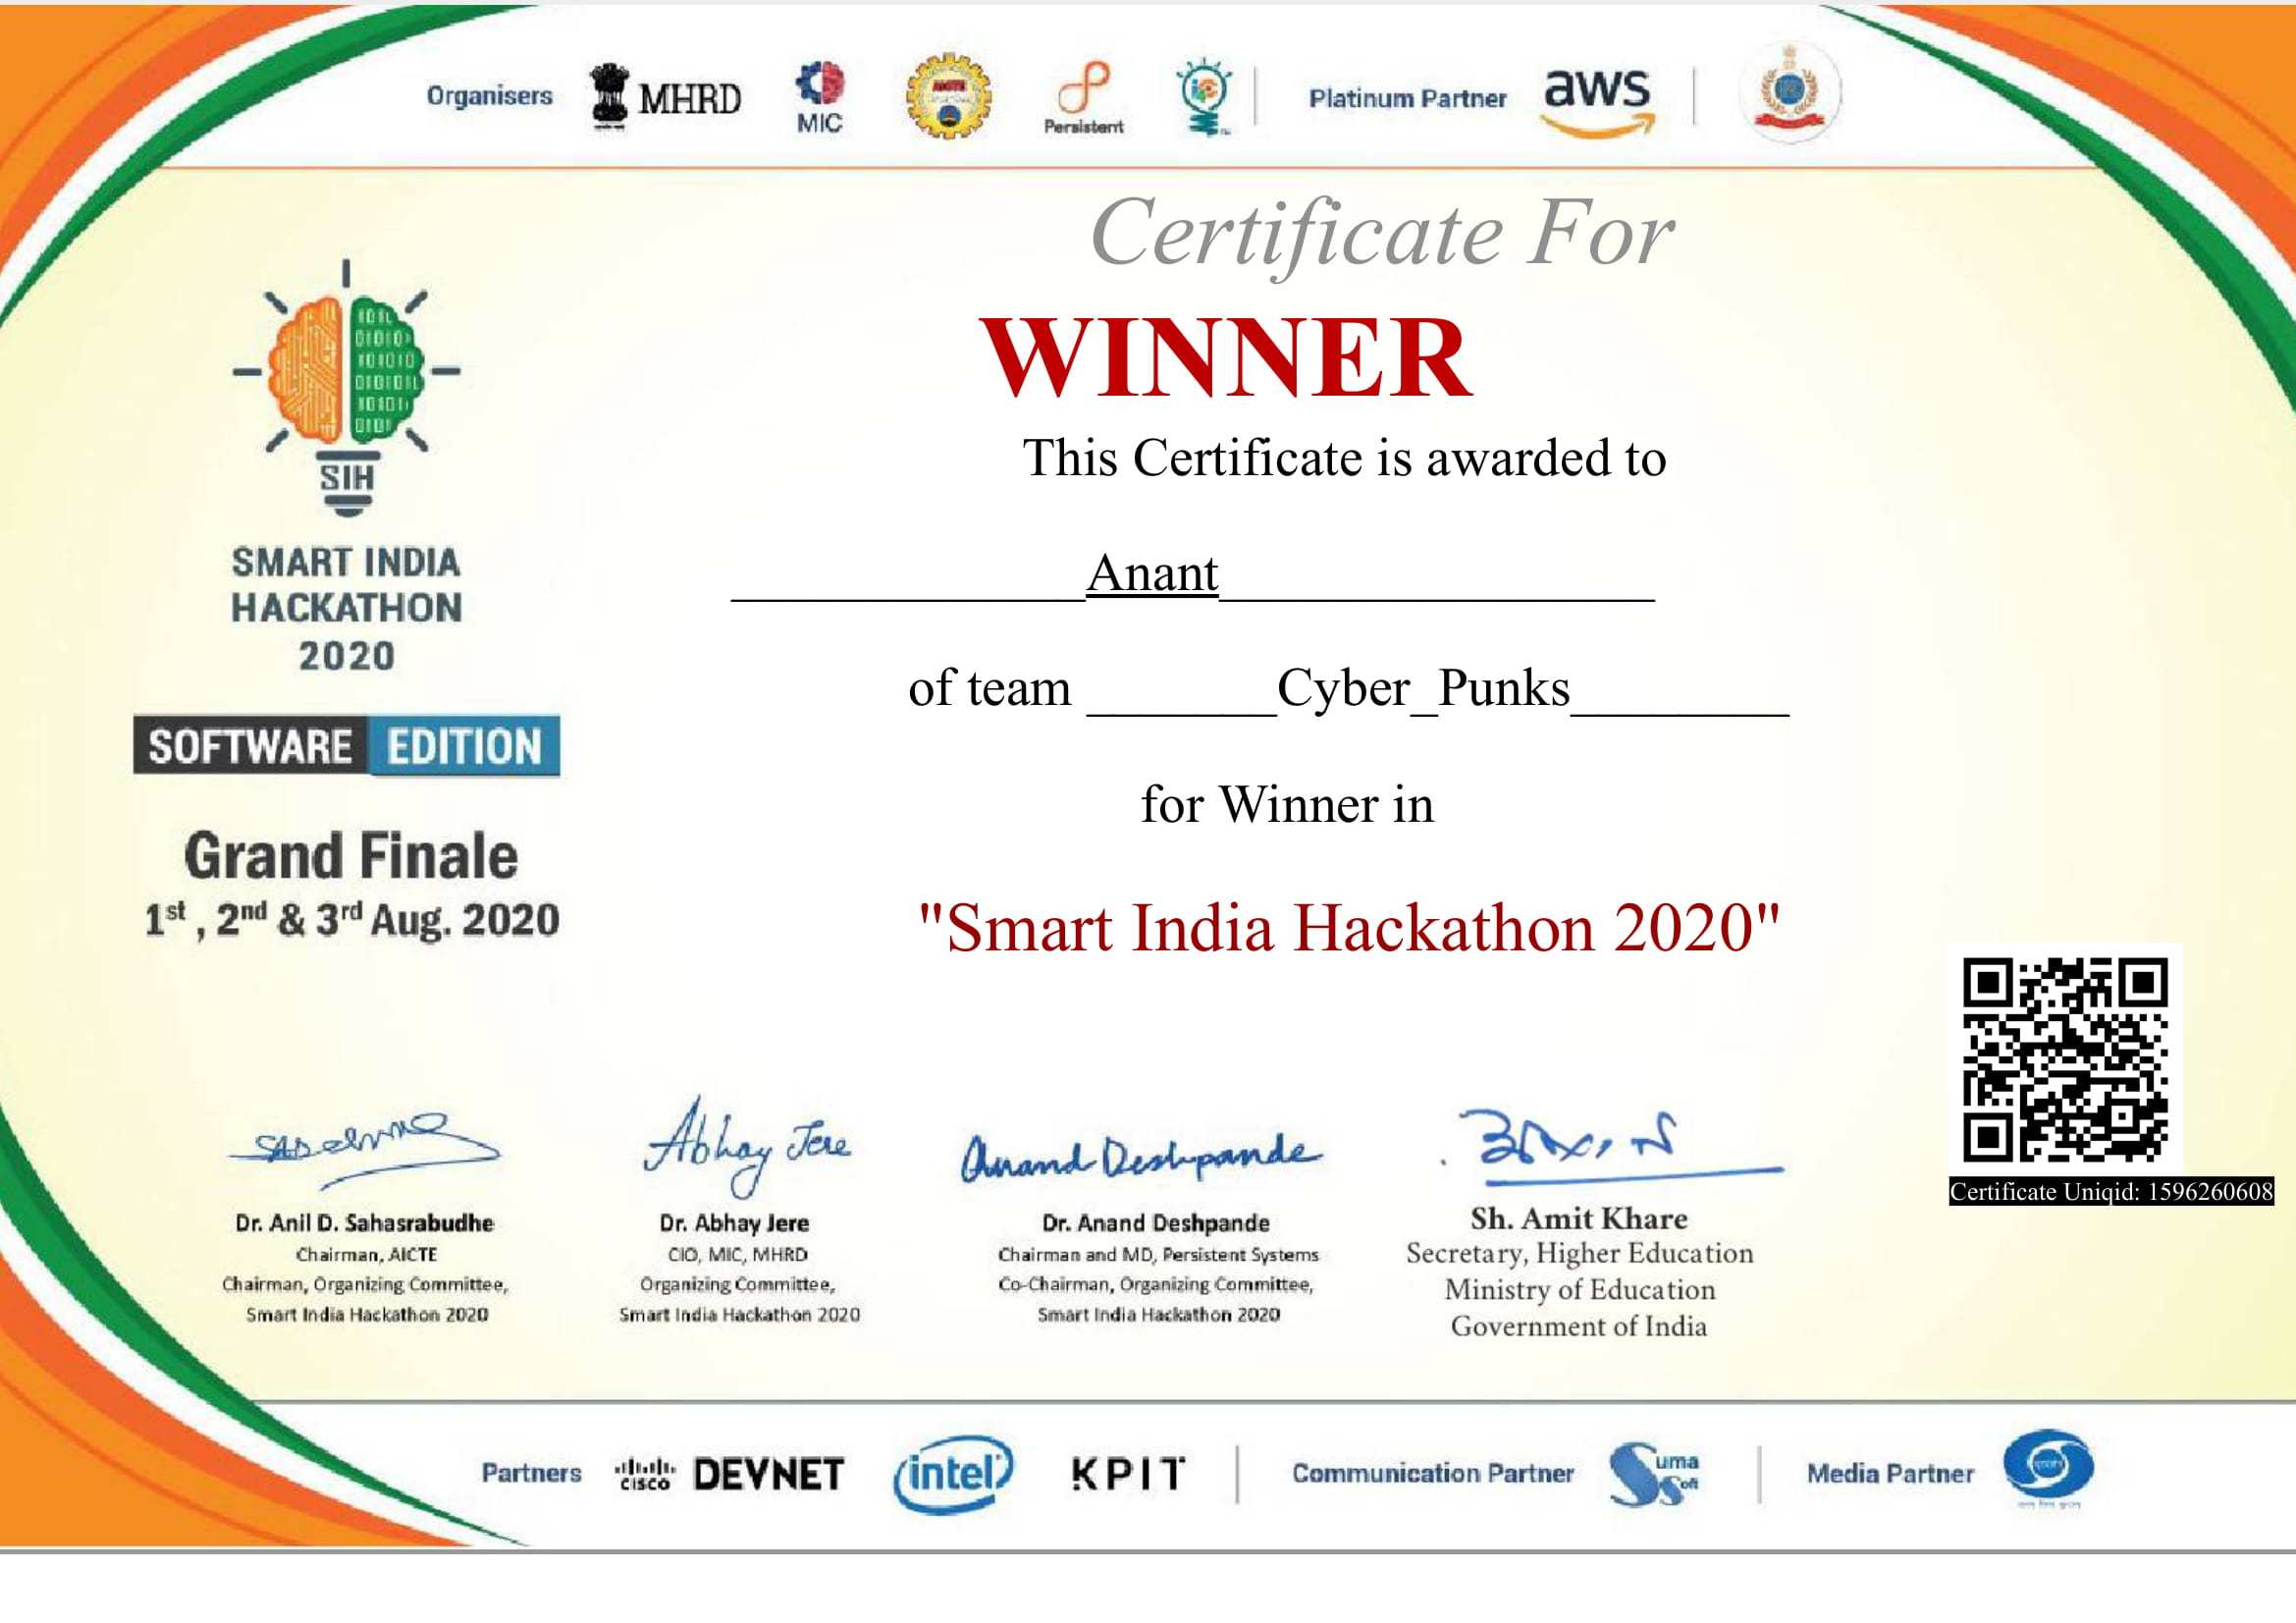 Organisers
MHRD
MIC
Persistent
Platinum Partner
aws
Certificate For
WINNER
This Certificate is awarded to
_____________Anant________________
of team _______Cyber_Punks________
for Winner in
"Smart India Hackathon 2020"
SIH
SMART INDIA
HACKATHON
2020
SOFTWARE EDITION
Grand Finale
1st , 2nd & 3rd Aug. 2020
Abhay Jere
Anand Deshpande
Dr. Anil D. Sahasrabudhe
Chairman, AICTE
Chairman, Organizing Committee,
Smart India Hackathon 2020
Dr. Abhay Jere
CIO, MIC, MHRD
Organizing Committee,
Smart India Hackathon 2020
Dr. Anand Deshpande
Chairman and MD, Persistent Systems
Co-Chairman, Organizing Committee,
Smart India Hackathon 2020
Sh. Amit Khare
Secretary, Higher Education
Ministry of Education
Government of India
Certificate Uniqid: 1596260608
Partners
cisco DEVNET
intel
KPIT
Communication Partner
Suma Soft
Media Partner